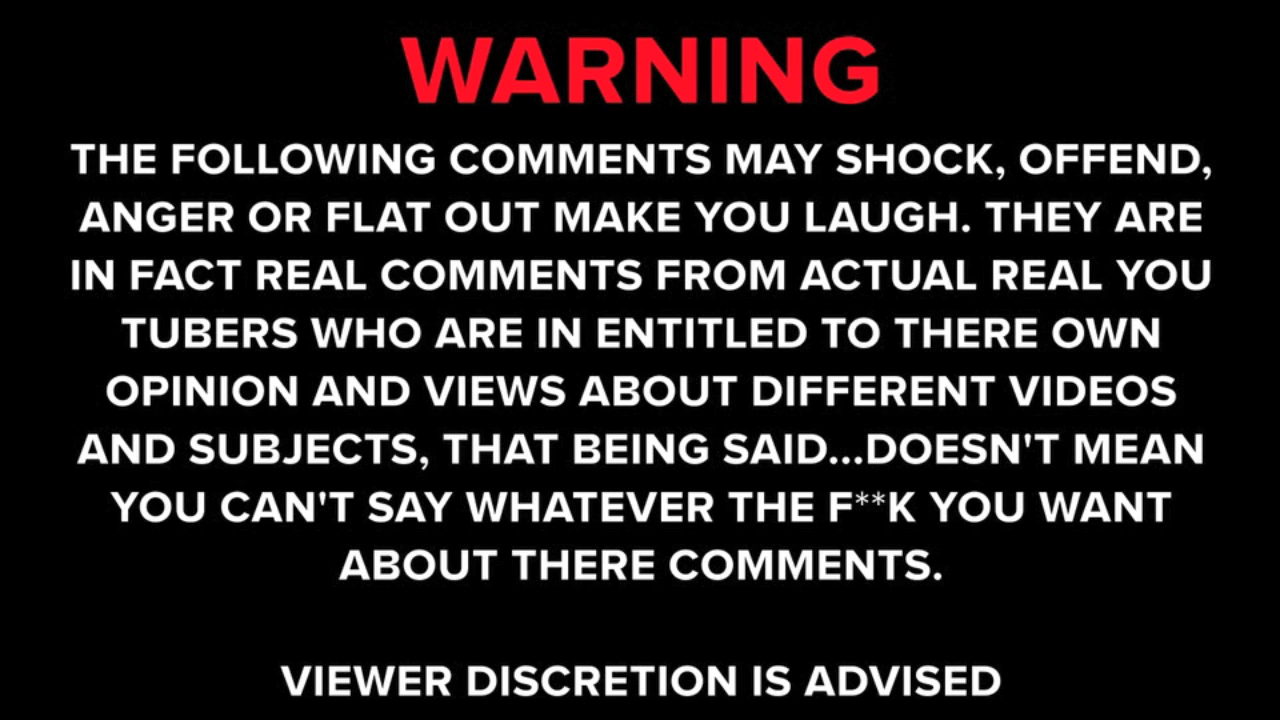 WARNING
THE FOLLOWING COMMENTS MAY SHOCK, OFFEND,
ANGER OR FLAT OUT MAKE YOU LAUGH. THEY ARE
IN FACT REAL COMMENTS FROM ACTUAL REAL YOU
TUBERS WHO ARE IN ENTITLED TO THERE OWN
OPINION AND VIEWS ABOUT DIFFERENT VIDEOS
AND SUBJECTS, THAT BEING SAID...DOESN'T MEAN
YOU CAN'T SAY WHATEVER THE F**K YOU WANT
ABOUT THERE COMMENTS.
VIEWER DISCRETION IS ADVISED